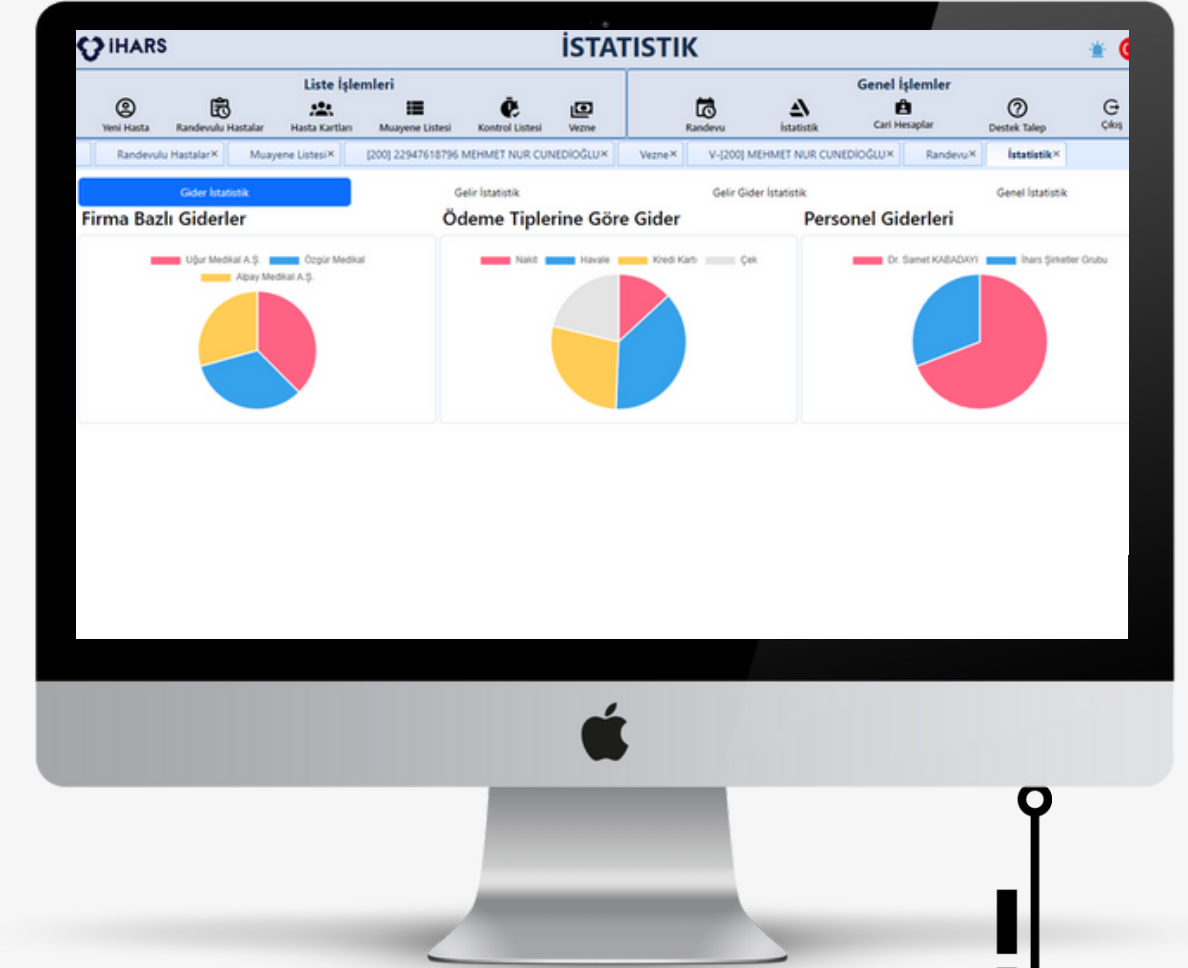 IHARS
İSTATISTIK
Liste İşlemleri
Genel İşlemler
Yeni Hasta Randevulu Hastalar Hasta Kartları Muayene Listesi Kontrol Listesi Vezne Randevu İstatistik Cari Hesaplar Destek Talep Çıkış
Randevulu Hastalar× Muayene Listesi× [200] 22947618796 MEHMET NUR CUNEDİOĞLU× Vezne× V-[200] MEHMET NUR CUNEDİOĞLU× Randevu× İstatistik×
Gider İstatistik Gelir İstatistik Gelir Gider İstatistik Genel İstatistik
Firma Bazlı Giderler
Uğur Medikal A.Ş. Özgür Medikal
Alpay Medikal A.Ş.
Ödeme Tiplerine Göre Gider
Nakit Havale Kredi Kartı Çek
Personel Giderleri
Dr. Samet KABADAYI İhars Şirketler Grubu